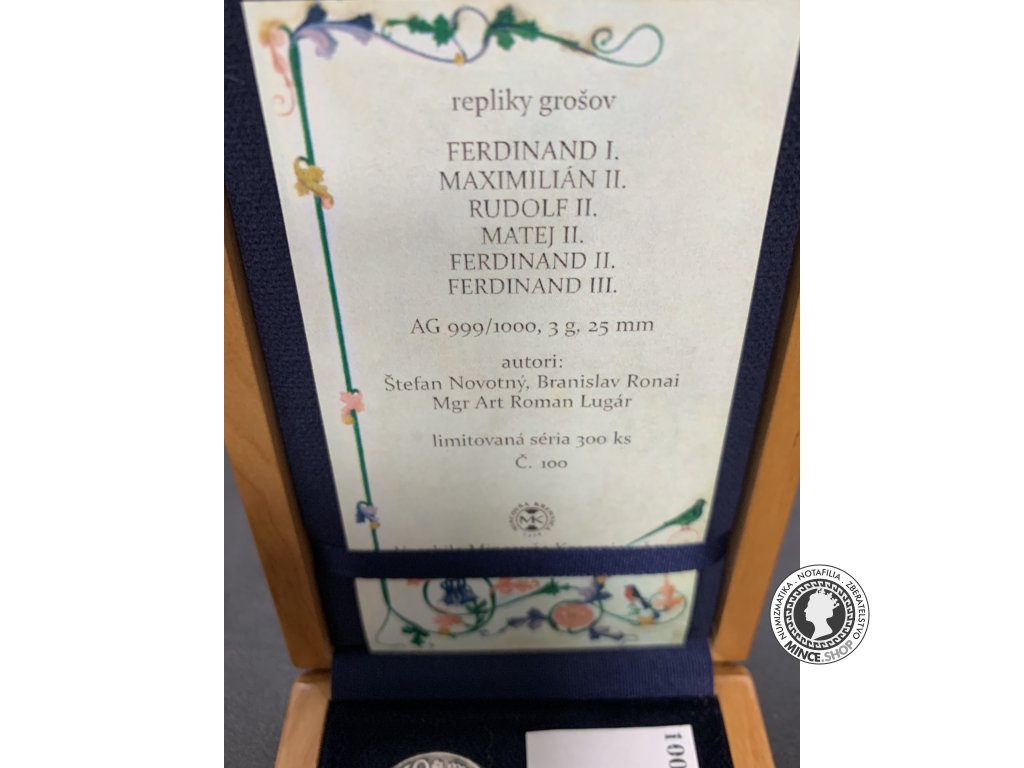 repliky grošov
FERDINAND I.
MAXIMILIÁN II.
RUDOLF II.
MATEJ II.
FERDINAND II.
FERDINAND III.
AG 999/1000, 3 g, 25 mm
autori:
Štefan Novotný, Branislav Ronai
Mgr Art Roman Lugár
limitovaná séria 300 ks
Č. 100
MK
NUMIZMATIKA . NOTAFILIA . ZBERATEĽSTVO
MINCE.SHOP
100